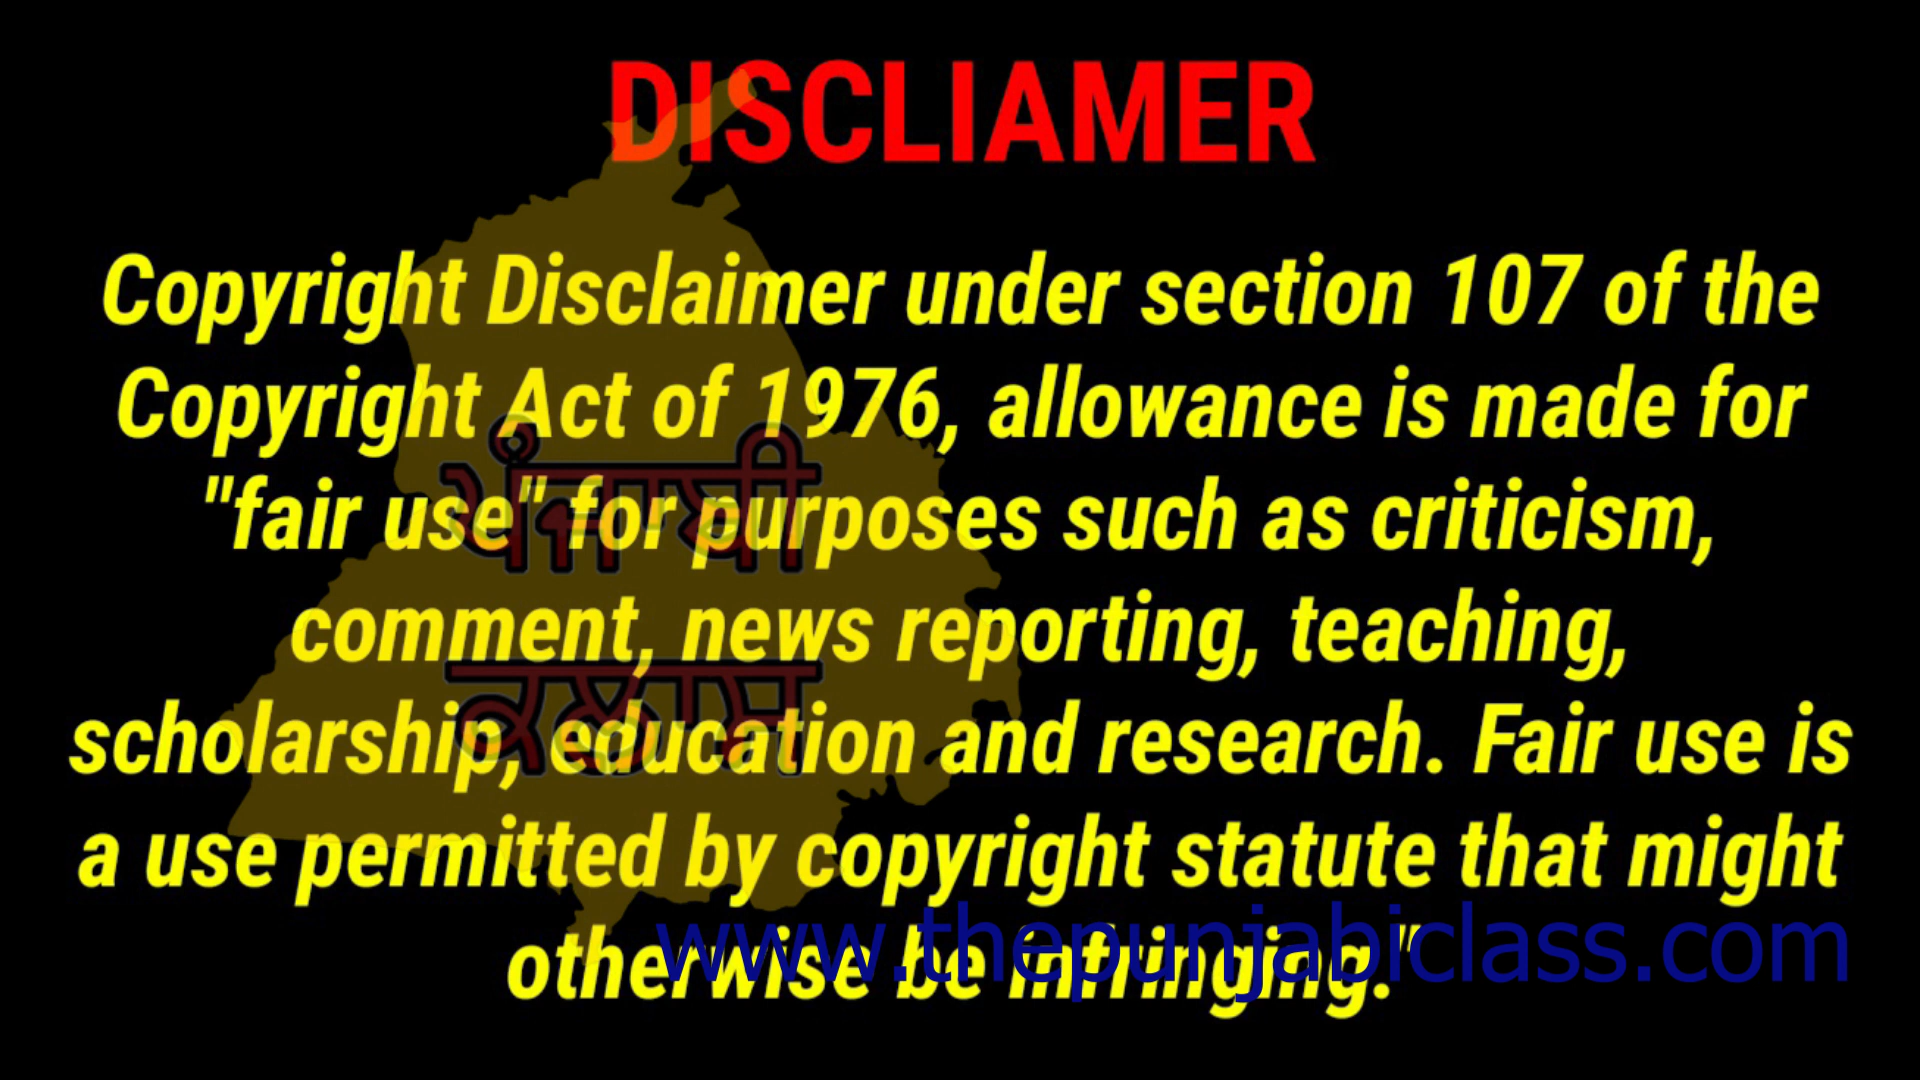 DISCLIAMER
Copyright Disclaimer under section 107 of the
Copyright Act of 1976, allowance is made for
"fair use" for purposes such as criticism,
ਪੰਜਾਬੀ
comment, news reporting, teaching,
ਕਲਾਸ
scholarship, education and research. Fair use is
a use permitted by copyright statute that might
otherwise be infringing."
www.thepunjabiclass.com